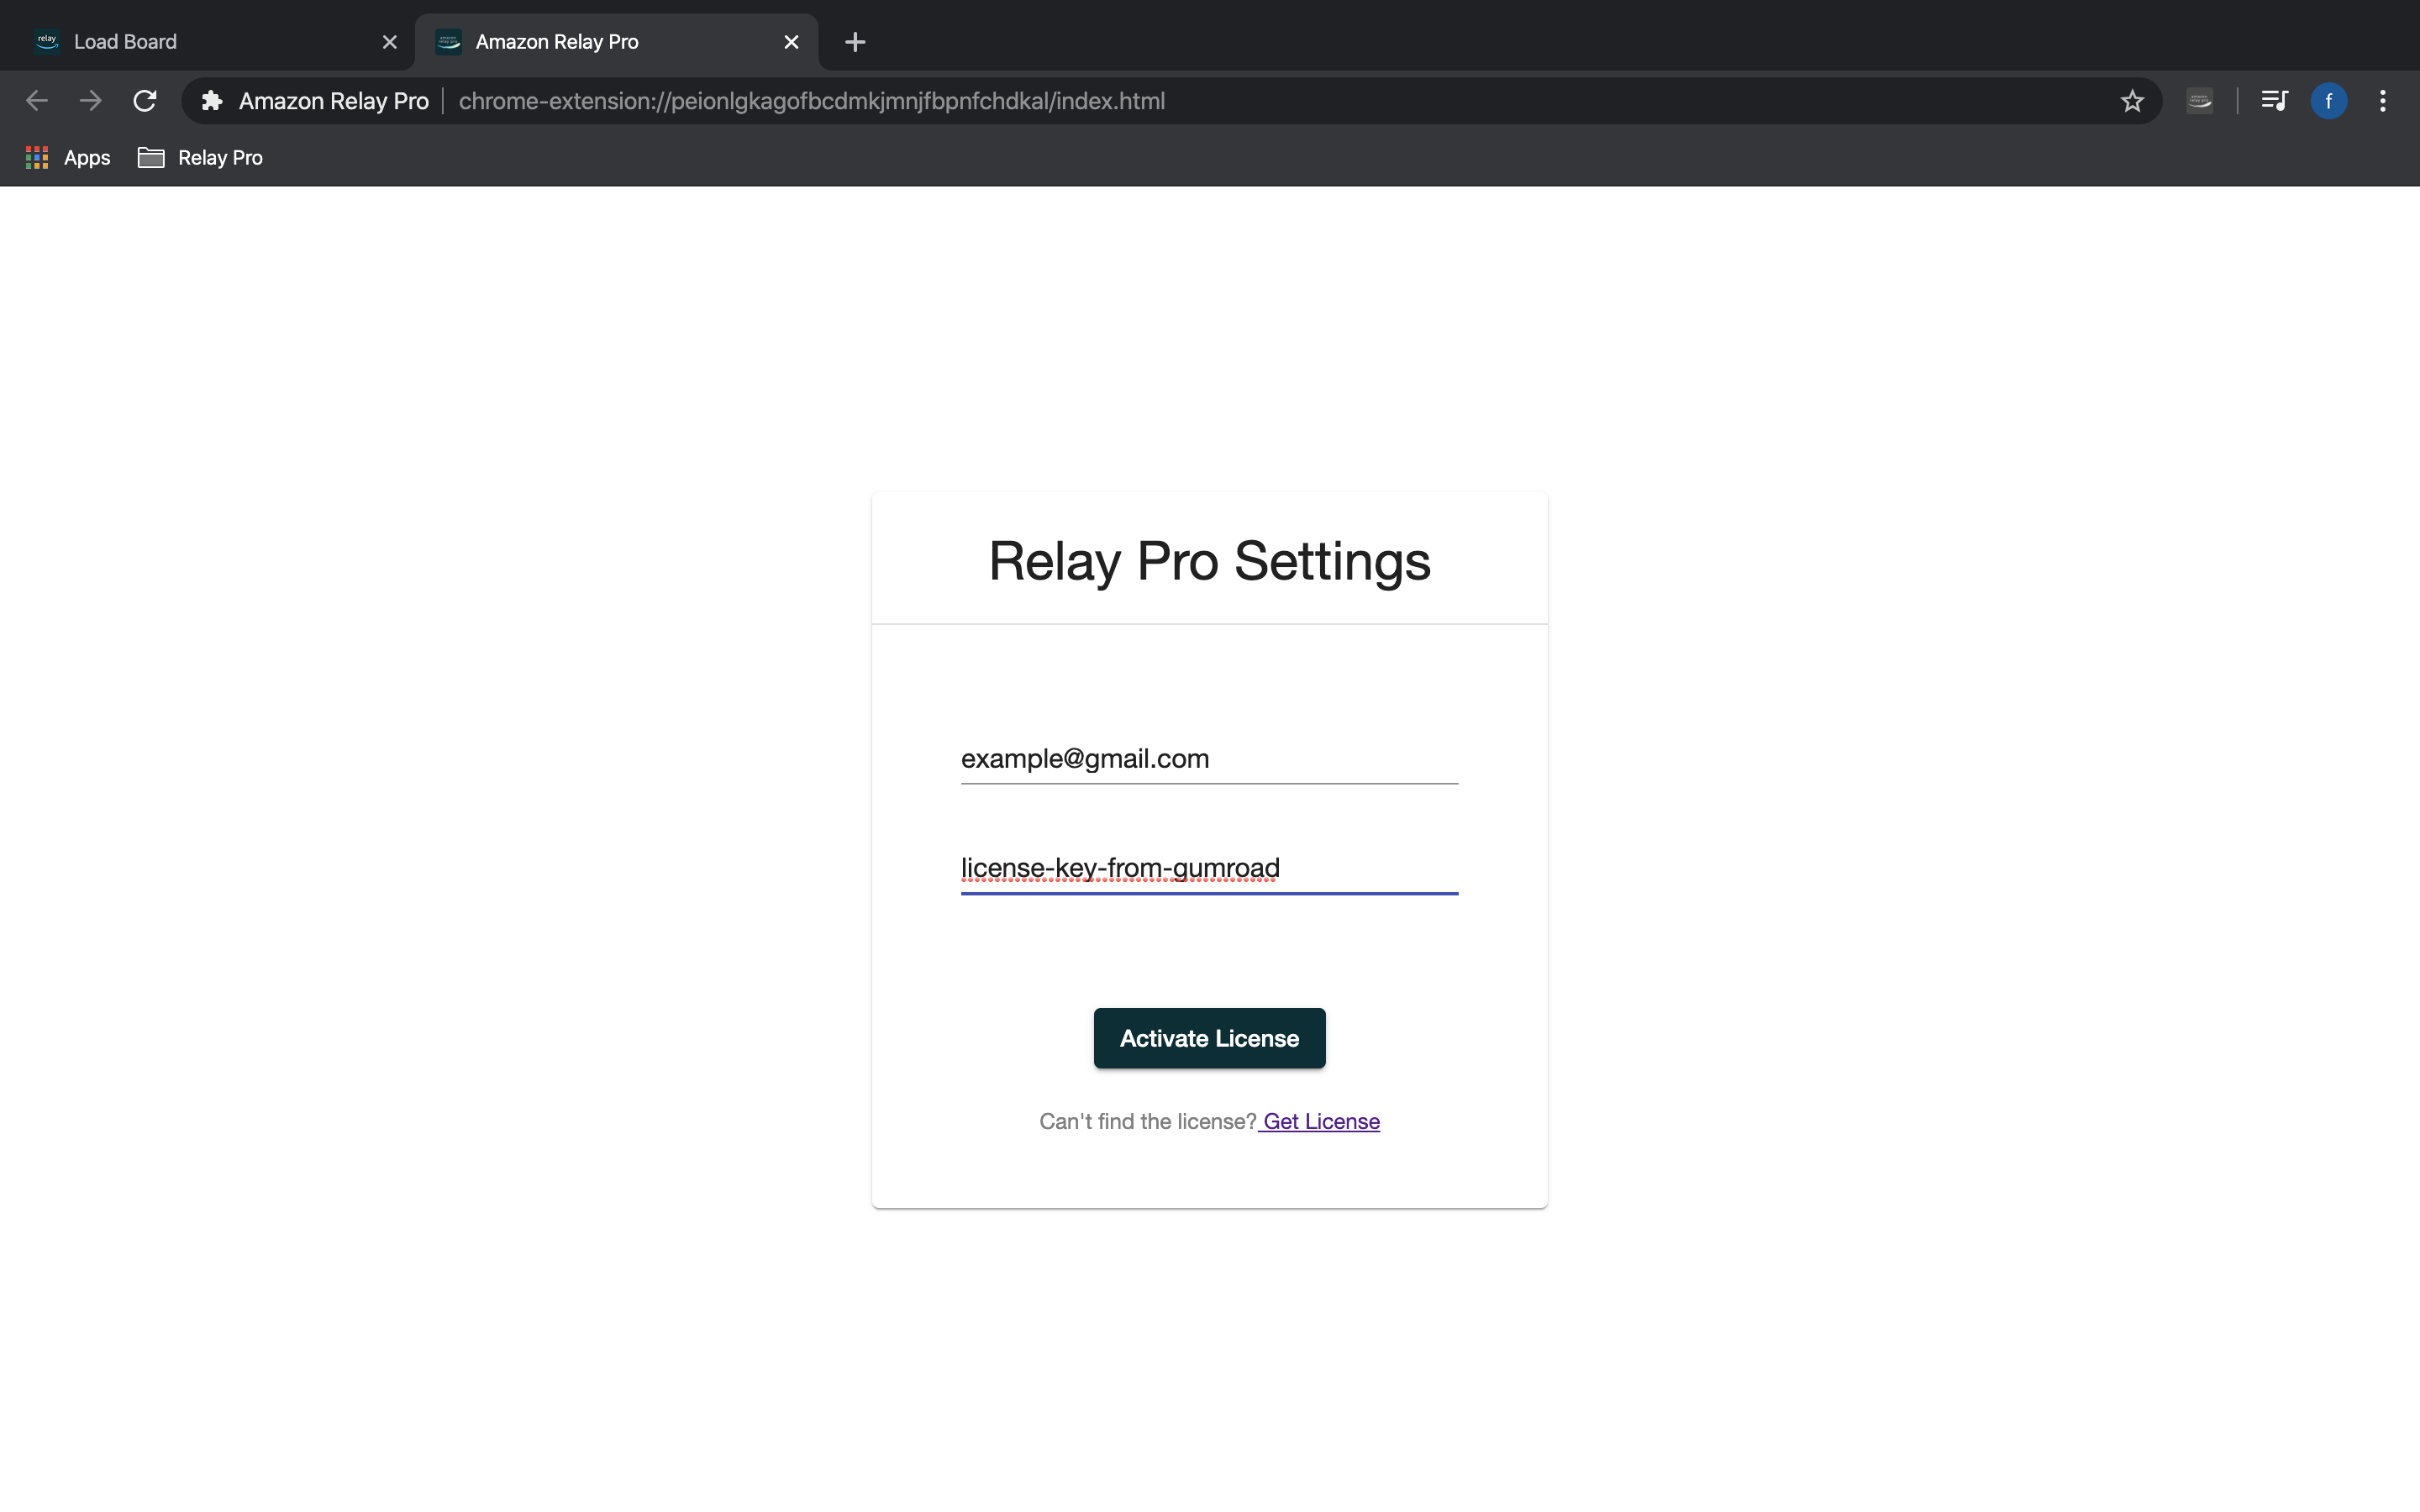 relay
Load Board
Amazon Relay Pro
Amazon Relay Pro
chrome-extension://peionlgkagofbcdmkjmnjfbpnfchdkal/index.html
f
Apps
Relay Pro
Relay Pro Settings
example@gmail.com
license-key-from-gumroad
Activate License
Can't find the license? Get License